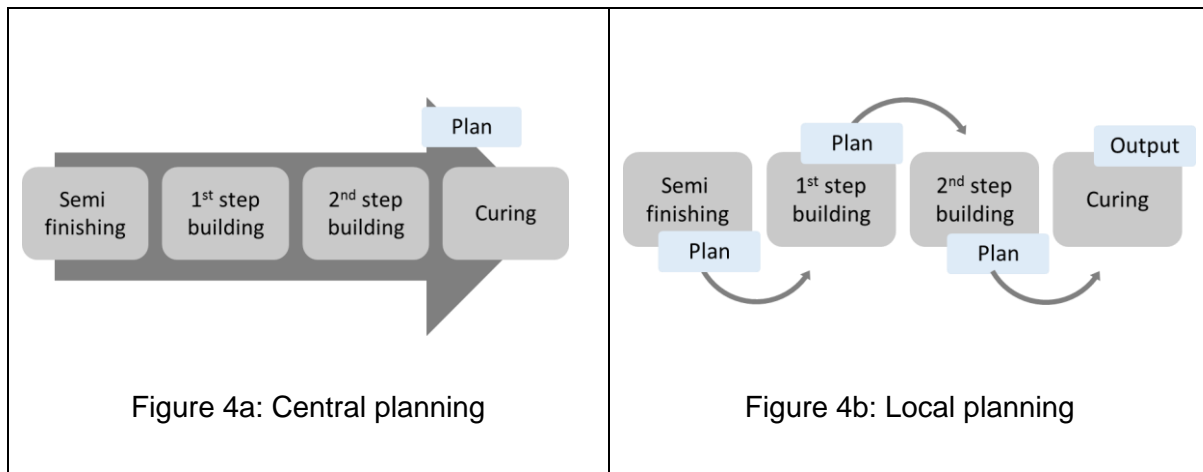 Plan
Semi
finishing
1st step
building
2nd step
building
Curing
Figure 4a: Central planning
Plan
Output
Semi
finishing
1st step
building
2nd step
building
Curing
Plan
Plan
Figure 4b: Local planning